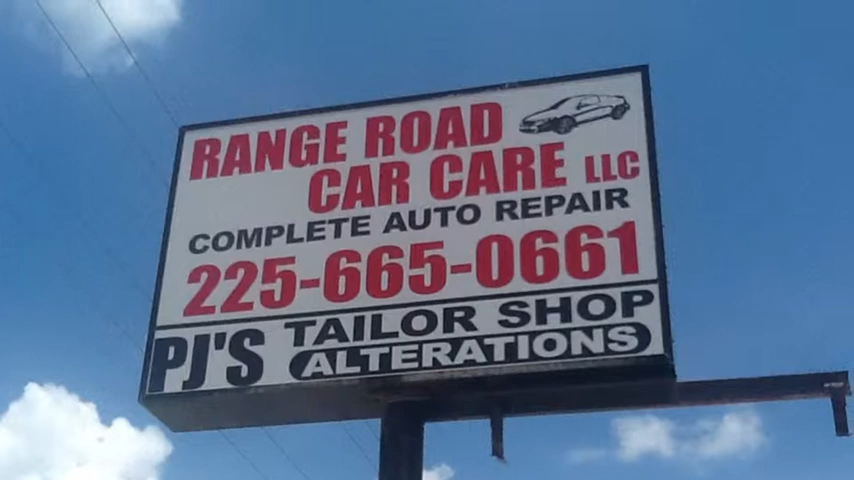 RANGE ROAD
CAR CARE LLC
COMPLETE AUTO REPAIR
225-665-0661
PJ'S TAILOR SHOP
ALTERATIONS